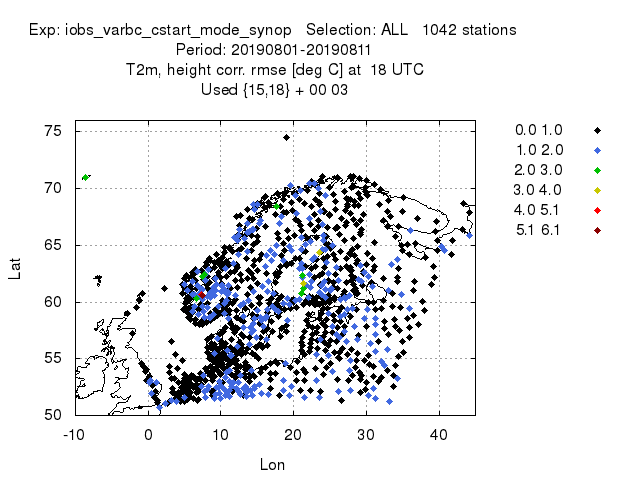 Exp: iobs_varbc_cstart_mode_synop   Selection: ALL   1042 stations
Period: 20190801-20190811
T2m, height corr. rmse [deg C] at  18 UTC
Used {15,18} + 00 03
0.0 1.0
1.0 2.0
2.0 3.0
3.0 4.0
4.0 5.1
5.1 6.1
75
70
65
60
55
50
Lat
-10 0 10 20 30 40
Lon